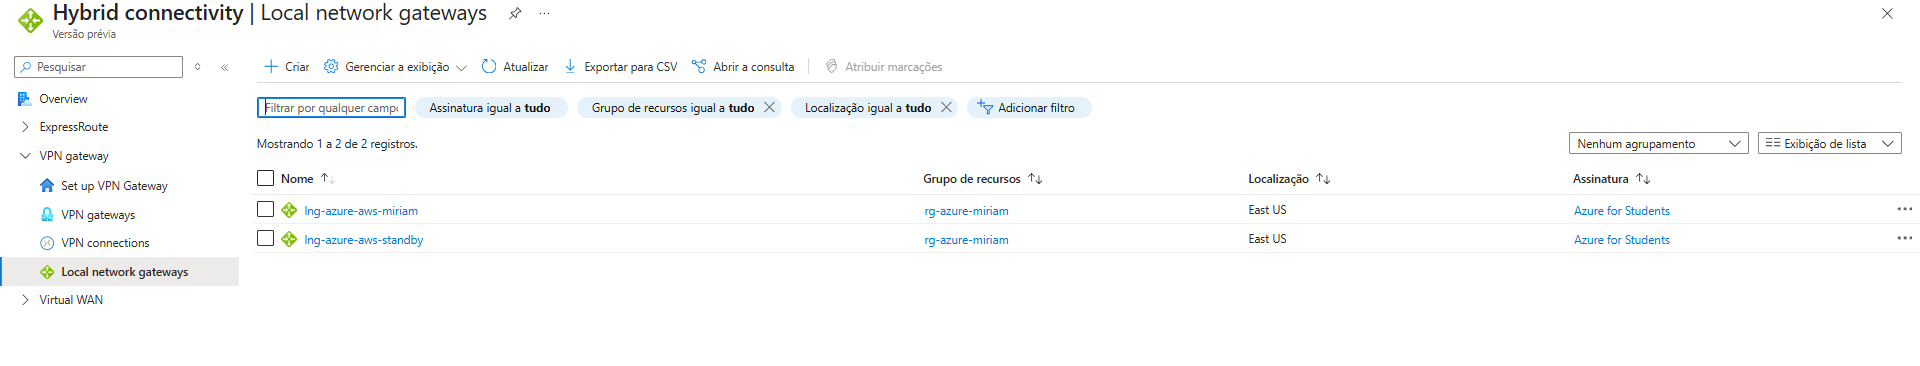 Hybrid connectivity | Local network gateways
Versão prévia
Pesquisar
Overview
ExpressRoute
VPN gateway
Set up VPN Gateway
VPN gateways
VPN connections
Local network gateways
Virtual WAN
Criar Gerenciar a exibição Atualizar Exportar para CSV Abrir a consulta Atribuir marcações
Filtrar por qualquer campo Assinatura igual a tudo Grupo de recursos igual a tudo Localização igual a tudo Adicionar filtro
Mostrando 1 a 2 de 2 registros. Nenhum agrupamento Exibição de lista
Nome Grupo de recursos Localização Assinatura
lng-azure-aws-miriam rg-azure-miriam East US Azure for Students
lng-azure-aws-standby rg-azure-miriam East US Azure for Students